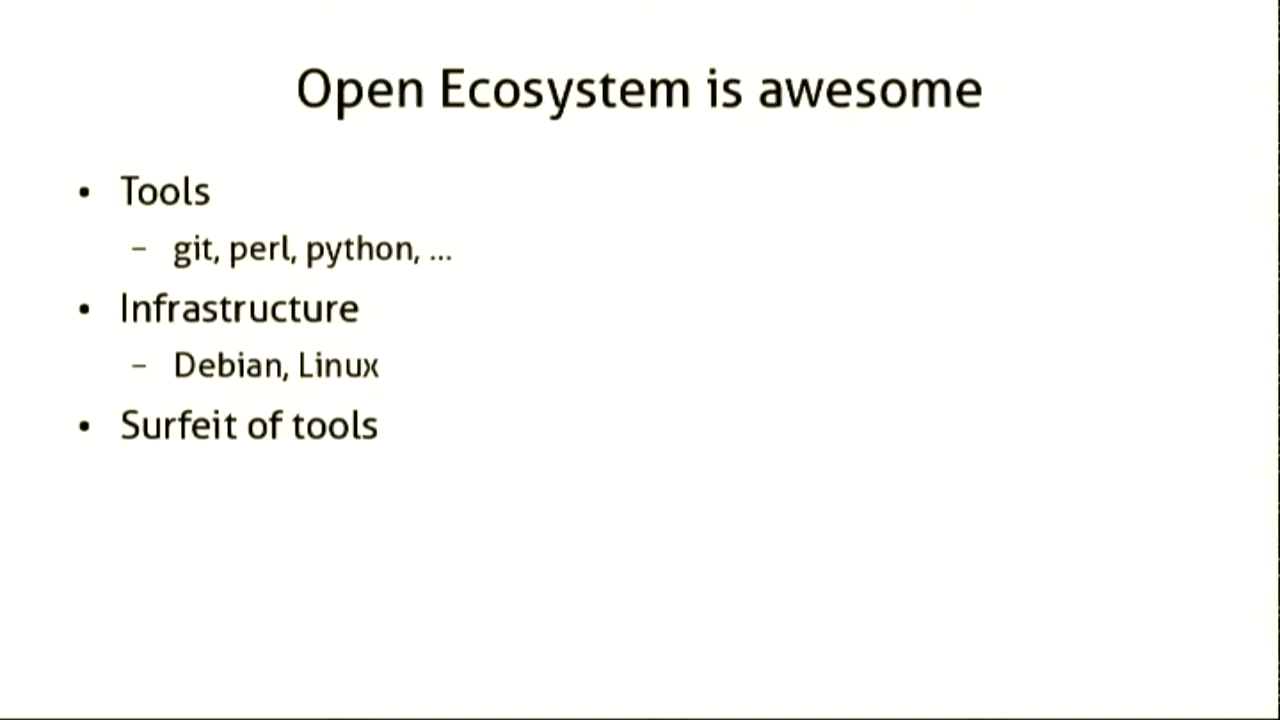 Open Ecosystem is awesome
• Tools
– git, perl, python, ...
• Infrastructure
– Debian, Linux
• Surfeit of tools